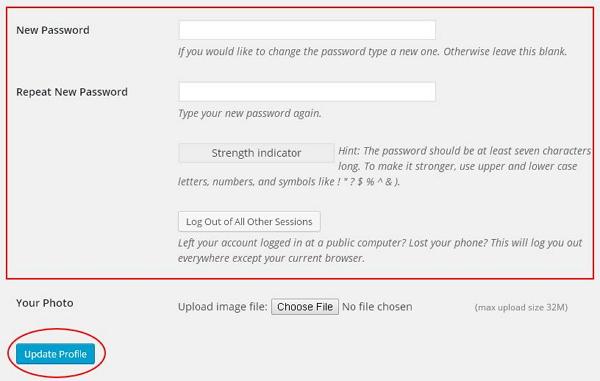 New Password
If you would like to change the password type a new one. Otherwise leave this blank.
Repeat New Password
Type your new password again.
Strength indicator
Hint: The password should be at least seven characters
long. To make it stronger, use upper and lower case
letters, numbers, and symbols like ! " ? $ % ^ & ).
Log Out of All Other Sessions
Left your account logged in at a public computer? Lost your phone? This will log you out
everywhere except your current browser.
Your Photo
Upload image file: Choose File No file chosen (max upload size 32M)
Update Profile